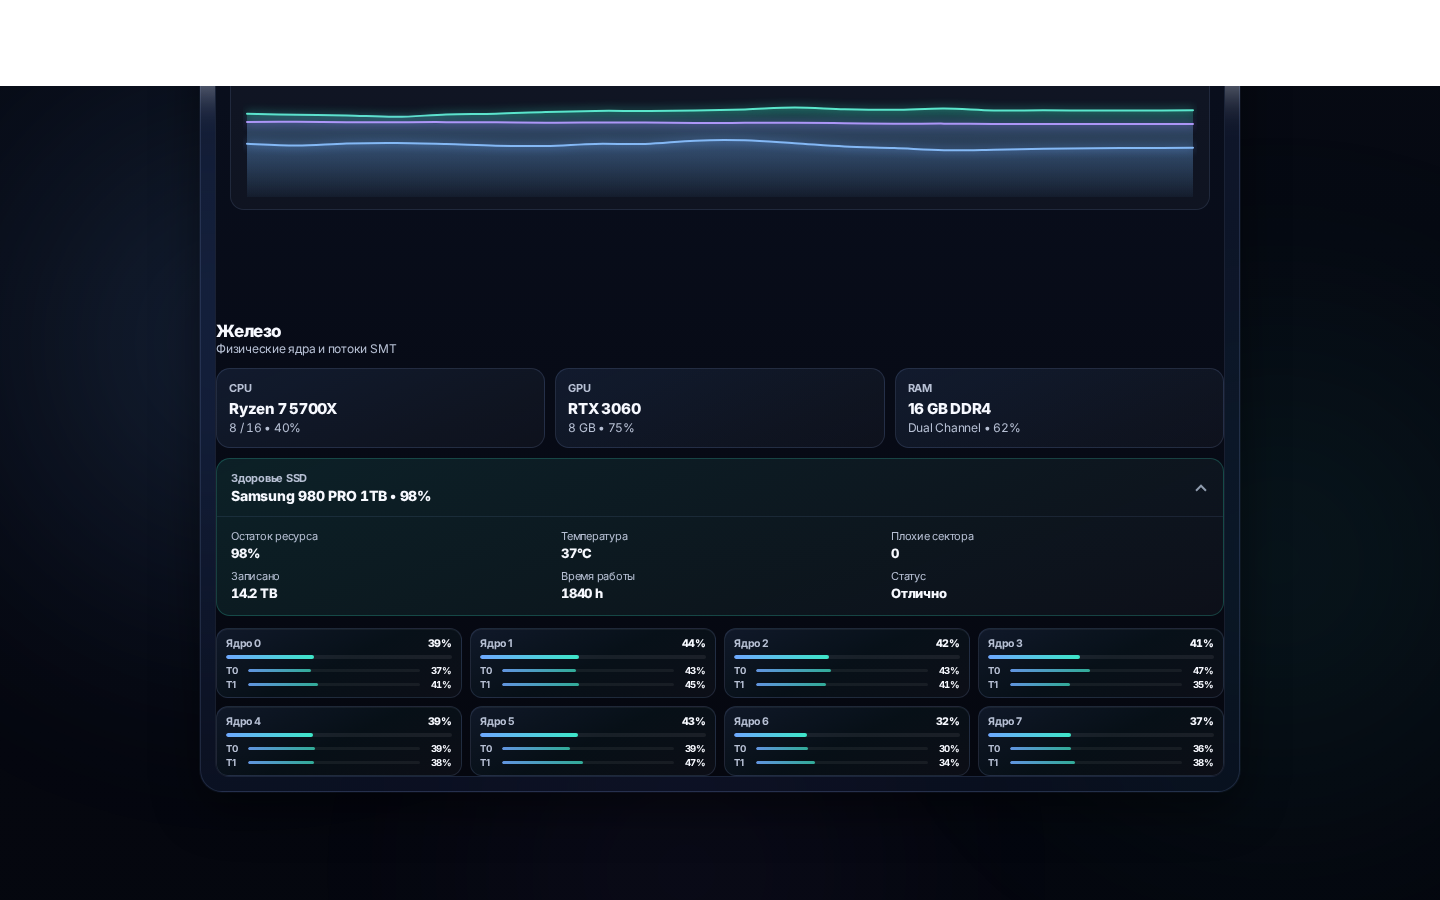 Железо
Физические ядра и потоки SMT
CPU
Ryzen 7 5700X
8 / 16 • 40%
GPU
RTX 3060
8 GB • 75%
RAM
16 GB DDR4
Dual Channel • 62%
Здоровье SSD
Samsung 980 PRO 1TB • 98%
Остаток ресурса
98%
Температура
37°C
Плохие сектора
0
Записано
14.2 TB
Время работы
1840 h
Статус
Отлично
Ядро 0 39%
T0 37%
T1 41%
Ядро 1 44%
T0 43%
T1 45%
Ядро 2 42%
T0 43%
T1 41%
Ядро 3 41%
T0 47%
T1 35%
Ядро 4 39%
T0 39%
T1 38%
Ядро 5 43%
T0 39%
T1 47%
Ядро 6 32%
T0 30%
T1 34%
Ядро 7 37%
T0 36%
T1 38%